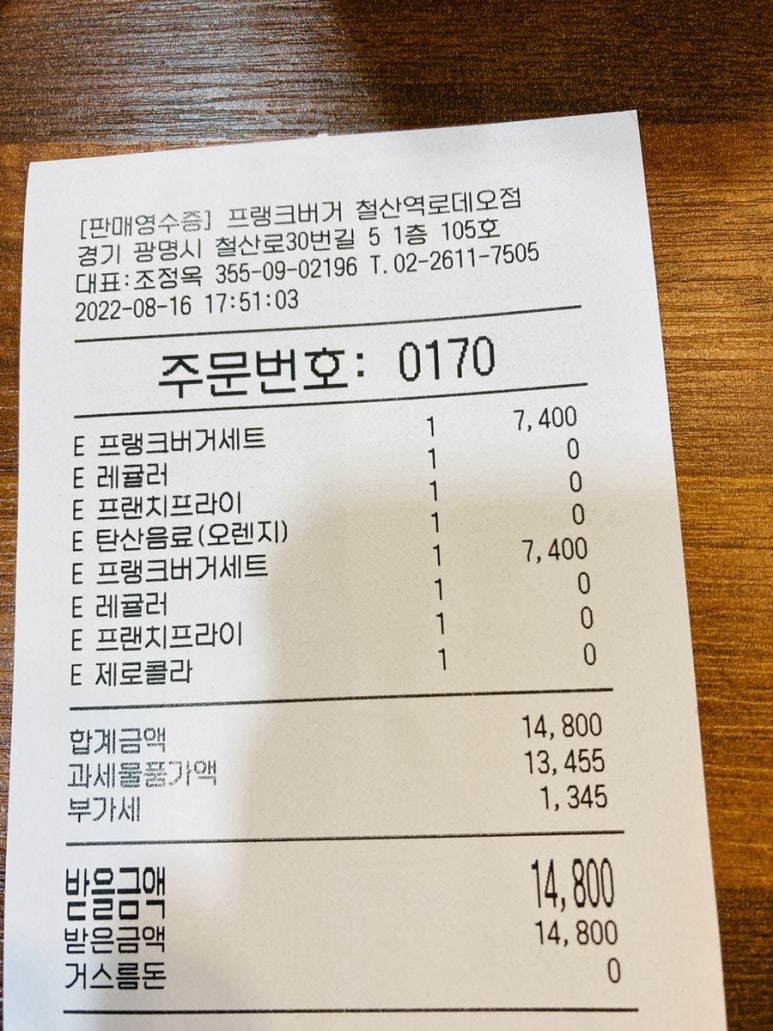 [판매영수증] 프랭크버거 철산역로데오점
경기 광명시 철산로30번길 5 1층 105호
대표:조정옥 355-09-02196 T.02-2611-7505
2022-08-16 17:51:03
주문번호: 0170
E 프랭크버거세트 1 7,400
E 레귤러 1 0
E 프랜치프라이 1 0
E 탄산음료(오렌지) 1 0
E 프랭크버거세트 1 7,400
E 레귤러 1 0
E 프랜치프라이 1 0
E 제로콜라 1 0
합계금액 14,800
과세물품가액 13,455
부가세 1,345
받을금액 14,800
받은금액 14,800
거스름돈 0